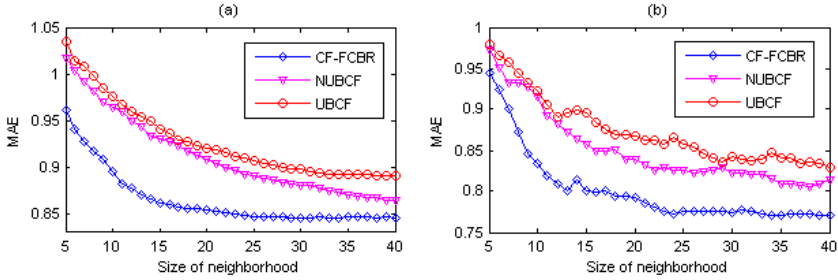 (a)
1.05
1
0.95
0.9
0.85
MAE
CF-FCBR
NUBCF
UBCF
5 10 15 20 25 30 35 40
Size of neighborhood
(b)
1
0.95
0.9
0.85
0.8
0.75
MAE
CF-FCBR
NUBCF
UBCF
5 10 15 20 25 30 35 40
Size of neighborhood